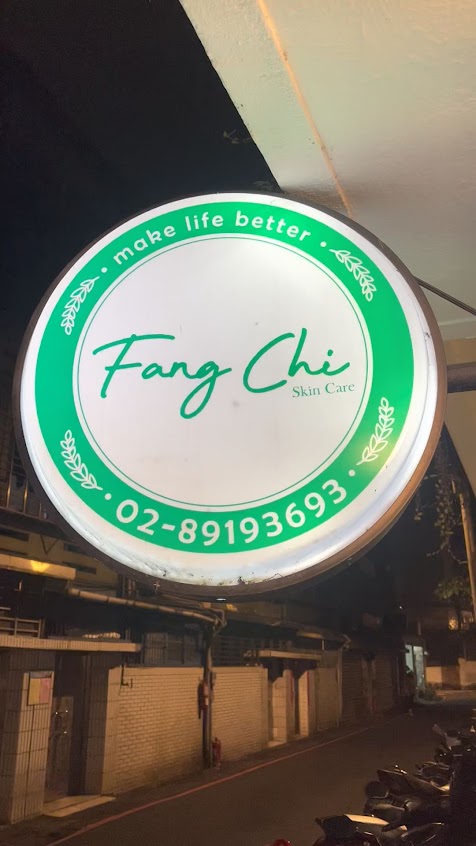 make life better
Fang Chi
Skin Care
02-89193693